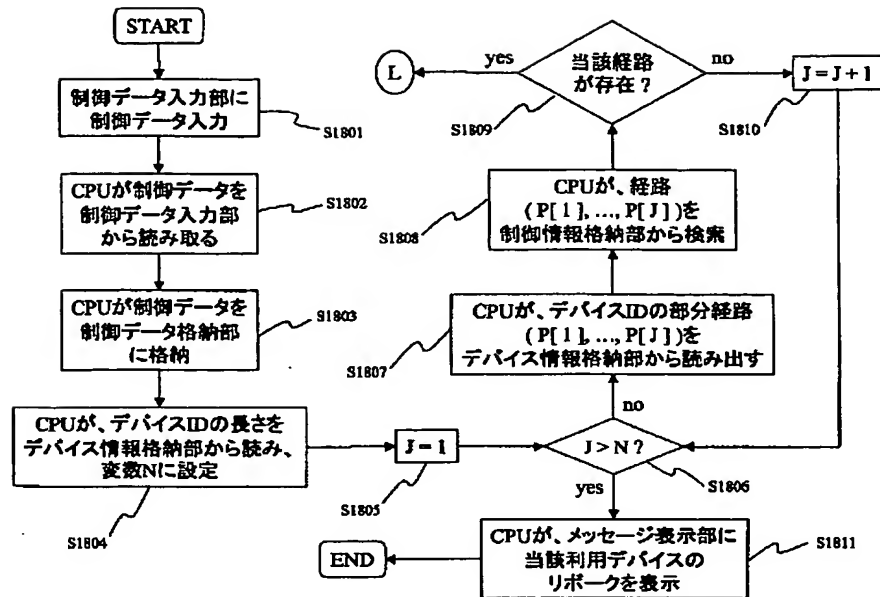 START
制御データ入力部に
制御データ入力
S1801
CPUが制御データを
制御データ入力部
から読み取る
S1802
CPUが制御データを
制御データ格納部
に格納
S1803
CPUが、デバイスIDの長さを
デバイス情報格納部から読み、
変数Nに設定
S1804
J = 1
S1805
J > N ?
S1806
no
yes
CPUが、デバイスIDの部分経路
( P[ 1 ], ..., P[ J ] )を
デバイス情報格納部から読み出す
S1807
CPUが、経路
( P[ 1 ], ..., P[ J ] )を
制御情報格納部から検索
S1808
当該経路
が存在 ?
S1809
yes
L
no
J = J + 1
S1810
CPUが、メッセージ表示部に
当該利用デバイスの
リボークを表示
S1811
END